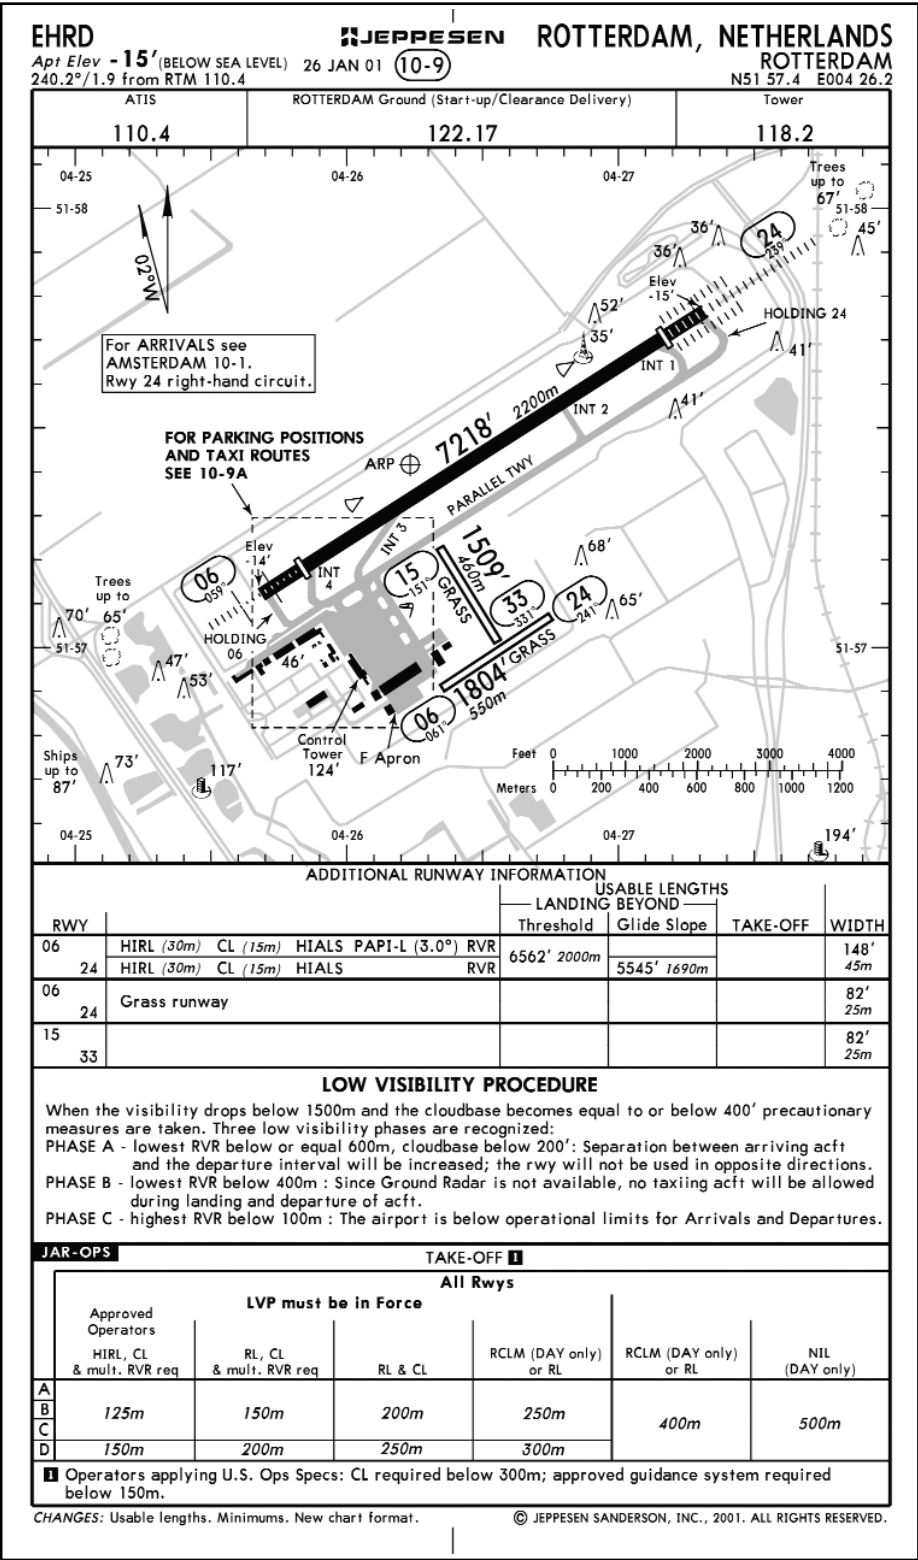 EHRD
JEPPESEN
ROTTERDAM, NETHERLANDS
Apt Elev -15′ (BELOW SEA LEVEL)
26 JAN 01
10-9
ROTTERDAM
240.2°/1.9 from RTM 110.4
N51 57.4 E004 26.2
ATIS
ROTTERDAM Ground (Start-up/Clearance Delivery)
Tower
110.4
122.17
118.2
04-25
04-26
04-27
Trees
up to
67′
51-58
51-58
45′
36′
36′
24
239°
02°W
Elev
-15′
HOLDING 24
52′
35′
41′
For ARRIVALS see
AMSTERDAM 10-1.
Rwy 24 right-hand circuit.
INT 1
INT 2
41′
7218′
2200m
FOR PARKING POSITIONS
AND TAXI ROUTES
SEE 10-9A
ARP
PARALLEL TWY
INT 3
Elev
-14′
INT
4
06
059°
15
151°
1509′
460m
GRASS
33
331°
24
241°
68′
65′
Trees
up to
65′
70′
HOLDING
06
51-57
51-57
47′
53′
46′
1804′
550m
GRASS
06
061°
Control
Tower
124′
F Apron
Ships
up to
87′
73′
117′
Feet 0 1000 2000 3000 4000
Meters 0 200 400 600 800 1000 1200
04-25
04-26
04-27
194′
ADDITIONAL RUNWAY INFORMATION
USABLE LENGTHS
LANDING BEYOND
RWY
Threshold
Glide Slope
TAKE-OFF
WIDTH
06
HIRL (30m) CL (15m) HIALS PAPI-L (3.0°) RVR
6562′ 2000m
148′
24
HIRL (30m) CL (15m) HIALS RVR
5545′ 1690m
45m
06
Grass runway
82′
24
25m
15
82′
33
25m
LOW VISIBILITY PROCEDURE
When the visibility drops below 1500m and the cloudbase becomes equal to or below 400′ precautionary
measures are taken. Three low visibility phases are recognized:
PHASE A - lowest RVR below or equal 600m, cloudbase below 200′: Separation between arriving acft
and the departure interval will be increased; the rwy will not be used in opposite directions.
PHASE B - lowest RVR below 400m : Since Ground Radar is not available, no taxiing acft will be allowed
during landing and departure of acft.
PHASE C - highest RVR below 100m : The airport is below operational limits for Arrivals and Departures.
JAR-OPS
TAKE-OFF 1
All Rwys
LVP must be in Force
Approved
Operators
HIRL, CL
& mult. RVR req
RL, CL
& mult. RVR req
RL & CL
RCLM (DAY only)
or RL
RCLM (DAY only)
or RL
NIL
(DAY only)
A
B
C
D
125m
150m
200m
250m
400m
500m
150m
200m
250m
300m
1 Operators applying U.S. Ops Specs: CL required below 300m; approved guidance system required
below 150m.
CHANGES: Usable lengths. Minimums. New chart format.
© JEPPESEN SANDERSON, INC., 2001. ALL RIGHTS RESERVED.